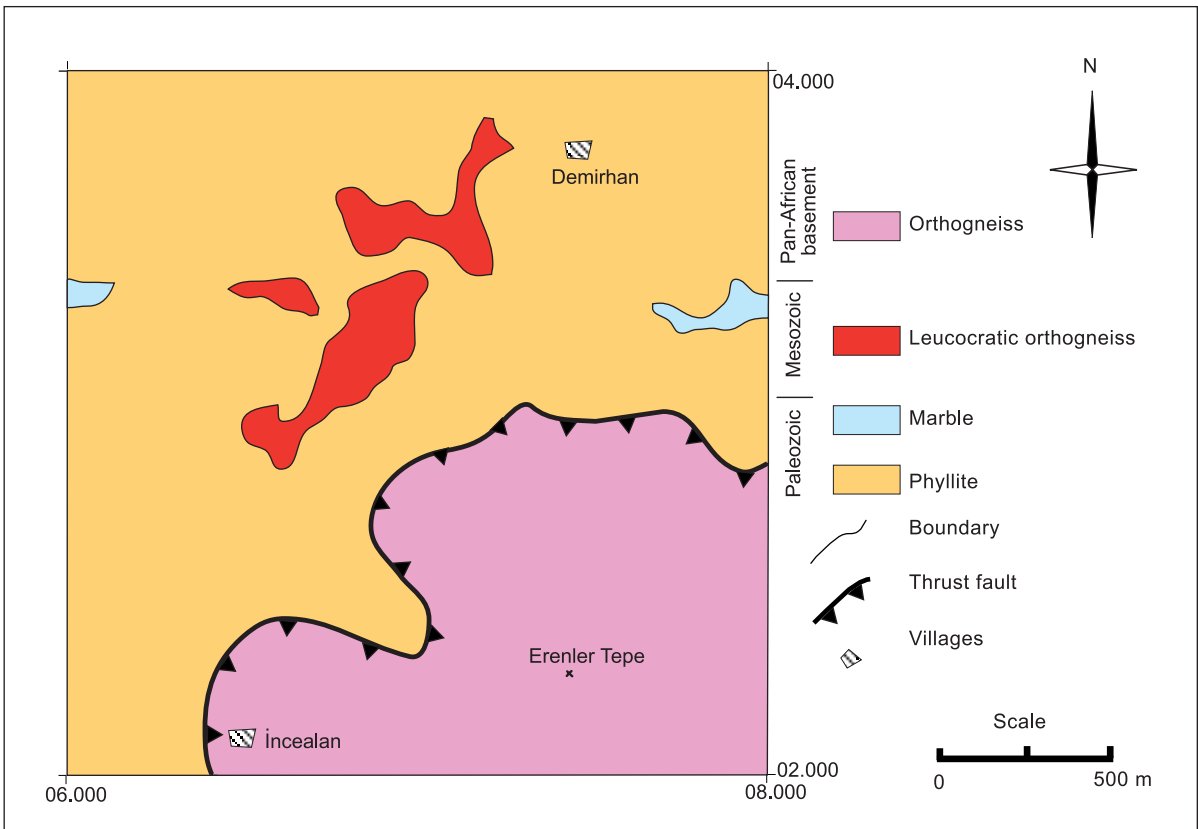 04.000
N
Demirhan
Pan-African
basement
Orthogneiss
Mesozoic
Leucocratic orthogneiss
Paleozoic
Marble
Phyllite
Boundary
Thrust fault
Villages
Erenler Tepe
İncealan
Scale
0
500 m
02.000
06.000
08.000